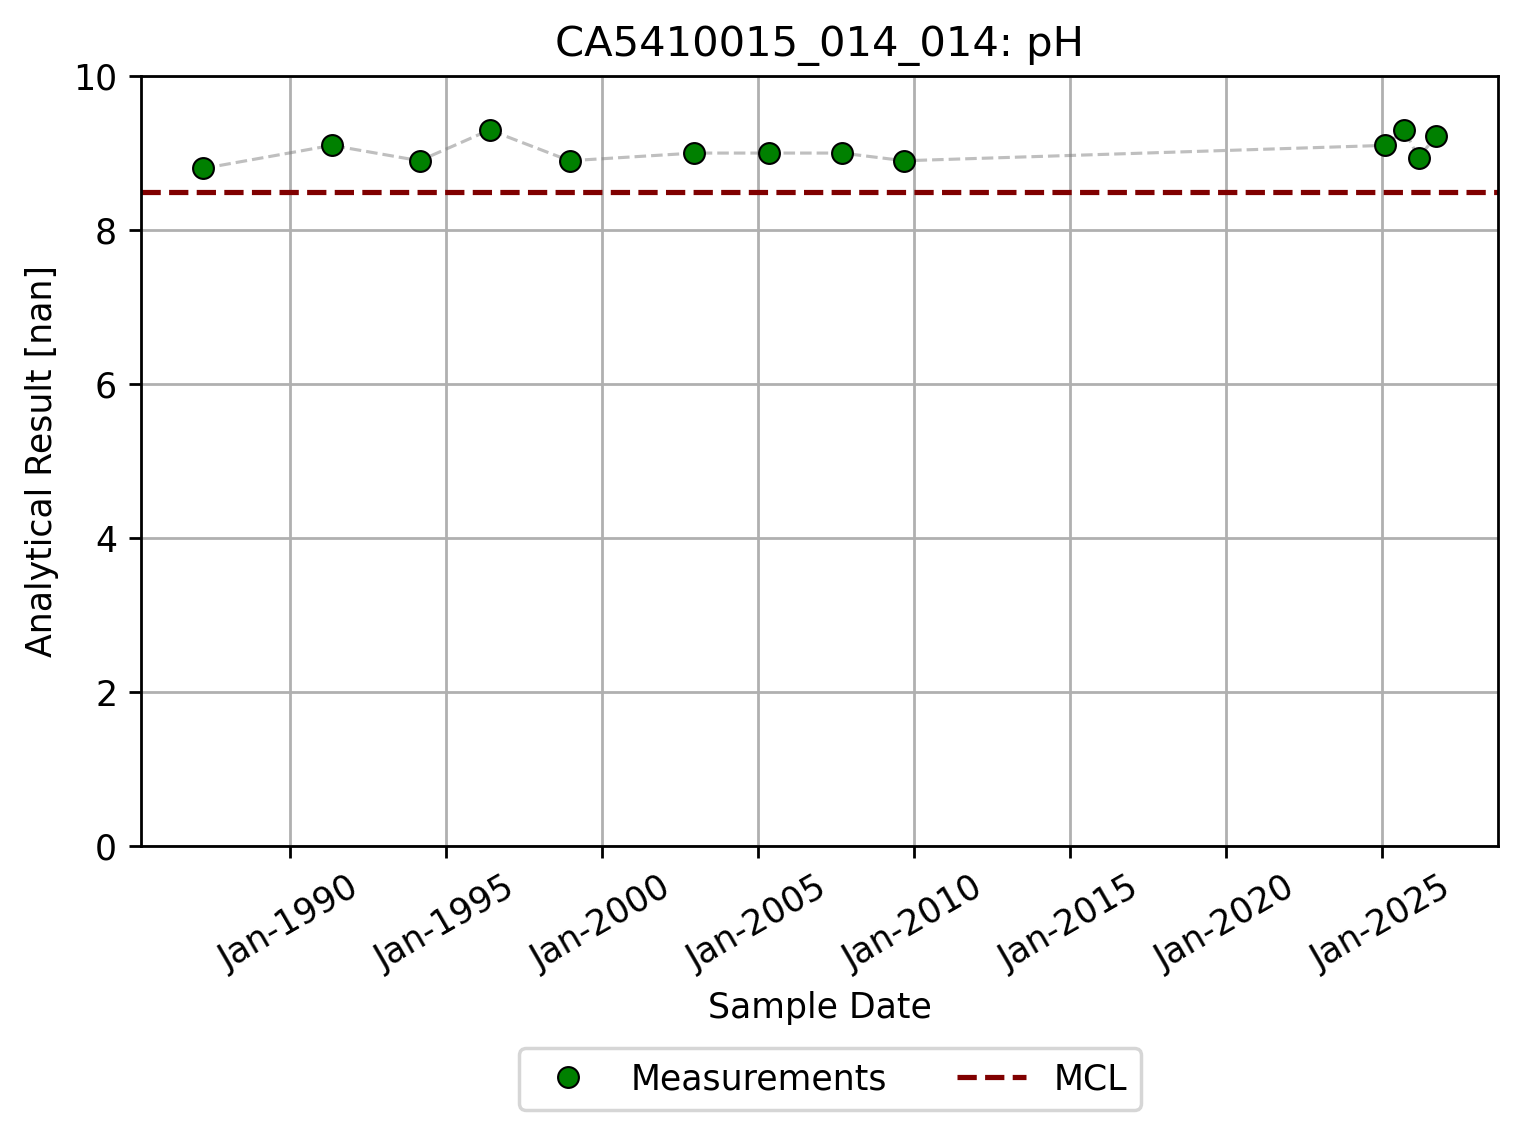 CA5410015_014_014: pH
10
8
6
4
2
0
Analytical Result [nan]
Jan-1990
Jan-1995
Jan-2000
Jan-2005
Jan-2010
Jan-2015
Jan-2020
Jan-2025
Sample Date
Measurements
MCL